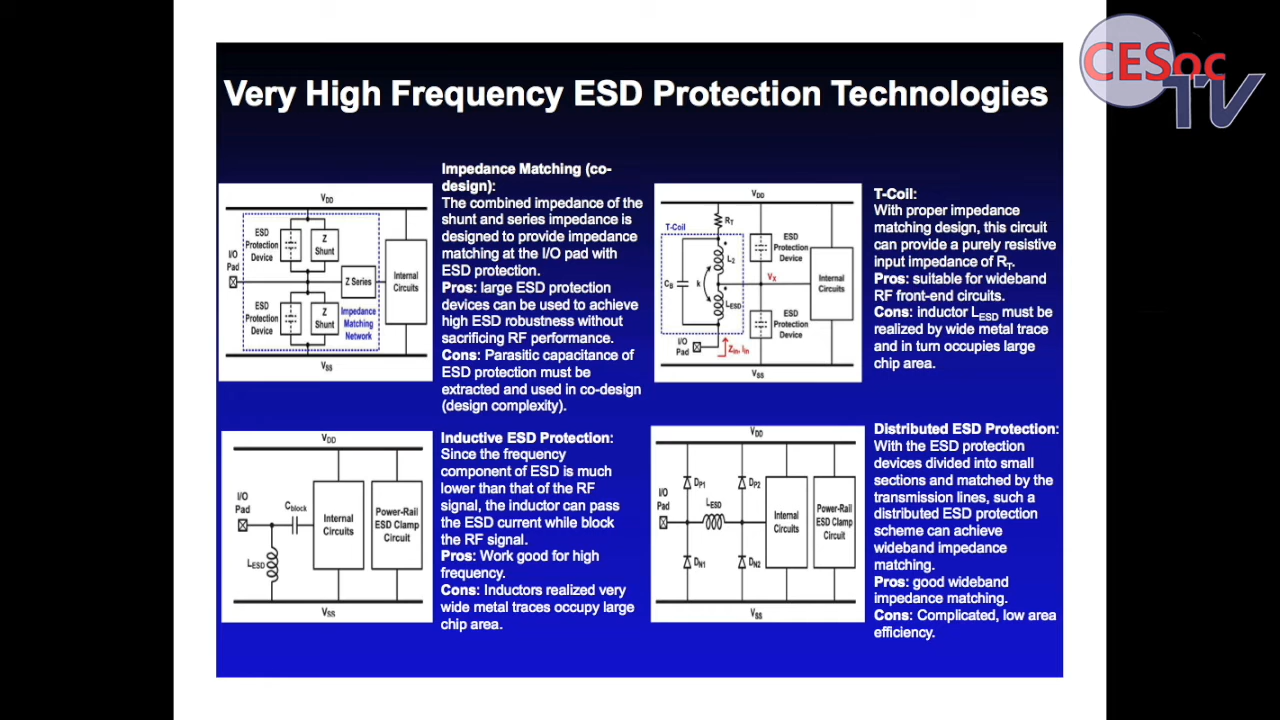 CESoc
TV
Very High Frequency ESD Protection Technologies
VDD
ESD
Protection
Device
Z
Shunt
I/O
Pad
Z Series
Internal
Circuits
ESD
Protection
Device
Z
Shunt
Impedance
Matching
Network
VSS
Impedance Matching (co-
design):
The combined impedance of the
shunt and series impedance is
designed to provide impedance
matching at the I/O pad with
ESD protection.
Pros: large ESD protection
devices can be used to achieve
high ESD robustness without
sacrificing RF performance.
Cons: Parasitic capacitance of
ESD protection must be
extracted and used in co-design
(design complexity).
VDD
RT
T-Coil
ESD
Protection
Device
L2
CB
k
VX
Internal
Circuits
LESD
ESD
Protection
Device
I/O
Pad
Zin, iin
VSS
T-Coil:
With proper impedance
matching design, this circuit
can provide a purely resistive
input impedance of RT.
Pros: suitable for wideband
RF front-end circuits.
Cons: inductor LESD must be
realized by wide metal trace
and in turn occupies large
chip area.
VDD
I/O
Pad
Cblock
Internal
Circuits
Power-Rail
ESD Clamp
Circuit
LESD
VSS
Inductive ESD Protection:
Since the frequency
component of ESD is much
lower than that of the RF
signal, the inductor can pass
the ESD current while block
the RF signal.
Pros: Work good for high
frequency.
Cons: Inductors realized very
wide metal traces occupy large
chip area.
VDD
I/O
Pad
DP1
DP2
LESD
Internal
Circuits
Power-Rail
ESD Clamp
Circuit
DN1
DN2
VSS
Distributed ESD Protection:
With the ESD protection
devices divided into small
sections and matched by the
transmission lines, such a
distributed ESD protection
scheme can achieve
wideband impedance
matching.
Pros: good wideband
impedance matching.
Cons: Complicated, low area
efficiency.